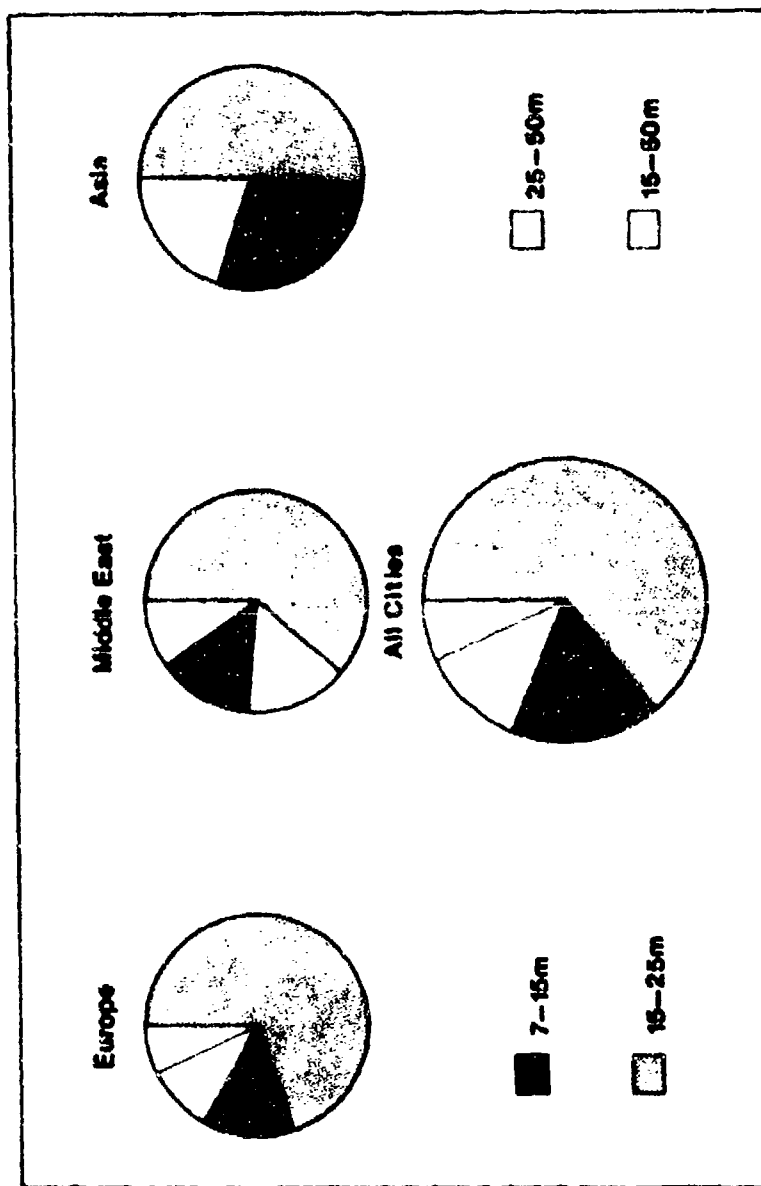 Europe
Middle East
Asia
All Cities
7–15m
25–50m
15–25m
15–50m